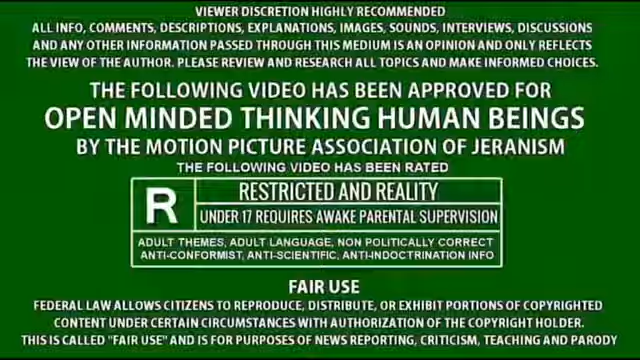 VIEWER DISCRETION HIGHLY RECOMMENDED
ALL INFO, COMMENTS, DESCRIPTIONS, EXPLANATIONS, IMAGES, SOUNDS, INTERVIEWS, DISCUSSIONS
AND ANY OTHER INFORMATION PASSED THROUGH THIS MEDIUM IS AN OPINION AND ONLY REFLECTS
THE VIEW OF THE AUTHOR. PLEASE REVIEW AND RESEARCH ALL TOPICS AND MAKE INFORMED CHOICES.
THE FOLLOWING VIDEO HAS BEEN APPROVED FOR
OPEN MINDED THINKING HUMAN BEINGS
BY THE MOTION PICTURE ASSOCIATION OF JERANISM
THE FOLLOWING VIDEO HAS BEEN RATED
R
RESTRICTED AND REALITY
UNDER 17 REQUIRES AWAKE PARENTAL SUPERVISION
ADULT THEMES, ADULT LANGUAGE, NON POLITICALLY CORRECT
ANTI-CONFORMIST, ANTI-SCIENTIFIC, ANTI-INDOCTRINATION INFO
FAIR USE
FEDERAL LAW ALLOWS CITIZENS TO REPRODUCE, DISTRIBUTE, OR EXHIBIT PORTIONS OF COPYRIGHTED
CONTENT UNDER CERTAIN CIRCUMSTANCES WITH AUTHORIZATION OF THE COPYRIGHT HOLDER.
THIS IS CALLED "FAIR USE" AND IS FOR PURPOSES OF NEWS REPORTING, CRITICISM, TEACHING AND PARODY